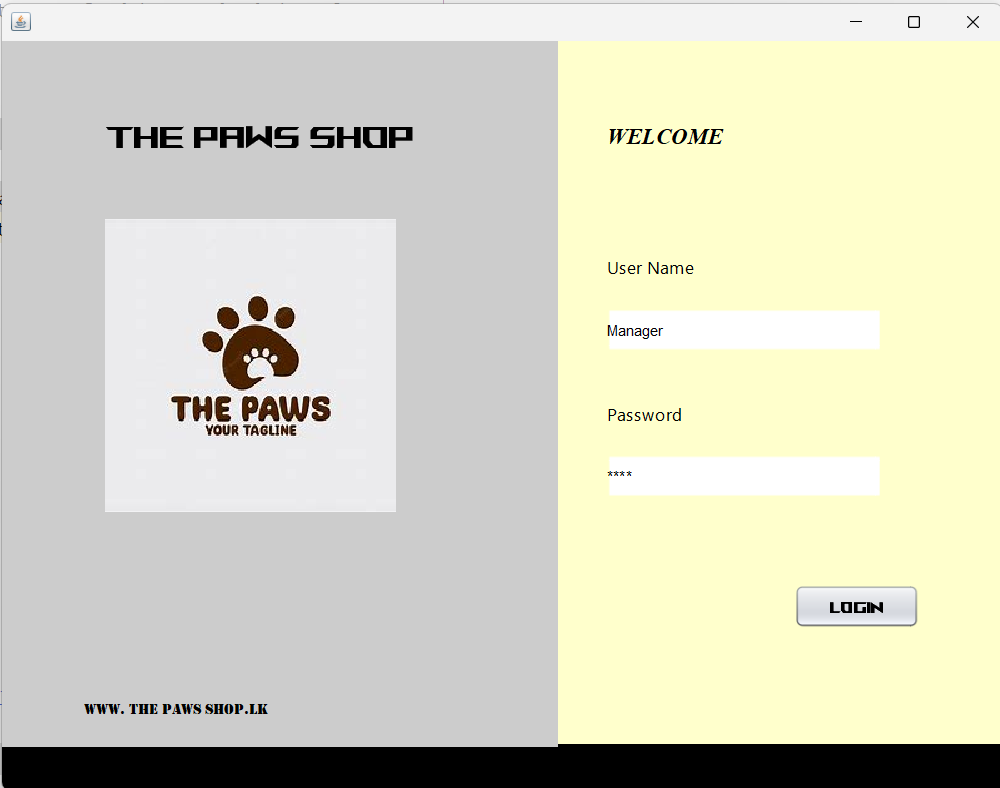 THE PAWS SHOP
THE PAWS
YOUR TAGLINE
WWW. THE PAWS SHOP.LK
WELCOME
User Name
Manager
Password
****
LOGIN